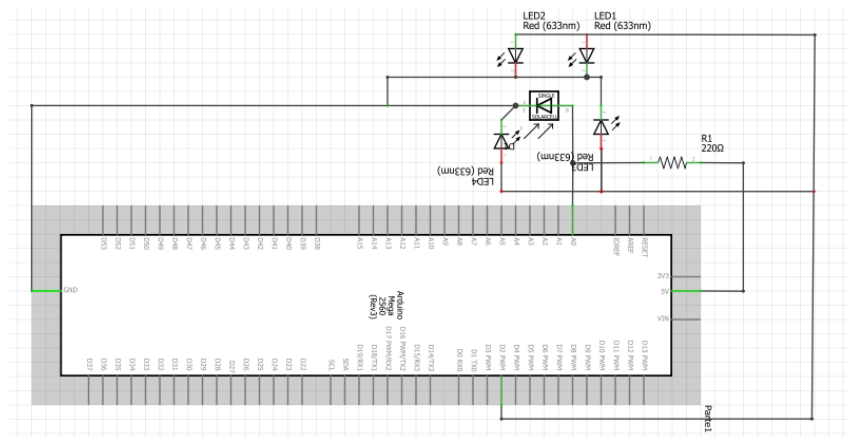 LED2
Red (633nm)
LED1
Red (633nm)
SINGLE
SOLARCELL
R1
220Ω
Red (633nm)
Red (633nm)
LED4
D53
D52
D51
D50
D49
D48
D47
D46
D45
D44
D43
D42
D41
D40
D39
D38
A15
A14
A13
A12
A11
A10
A9
A8
A7
A6
A5
A4
A3
A2
A1
A0
IOREF
AREF
RESET
GND
3V3
5V
VIN
Arduino
Mega
2560
(Rev3)
D37
D36
D35
D34
D33
D32
D31
D30
D29
D28
D27
D26
D25
D24
D23
D22
SCL
SDA
D19/RX1
D18/TX1
D17 PWM/RX2
D16 PWM/TX2
D15/RX3
D14/TX3
D0 RX0
D1 TX0
D3 PWM
D2 PWM
D4 PWM
D5 PWM
D6 PWM
D7 PWM
D8 PWM
D9 PWM
D10 PWM
D11 PWM
D12 PWM
D13 PWM
Parte1